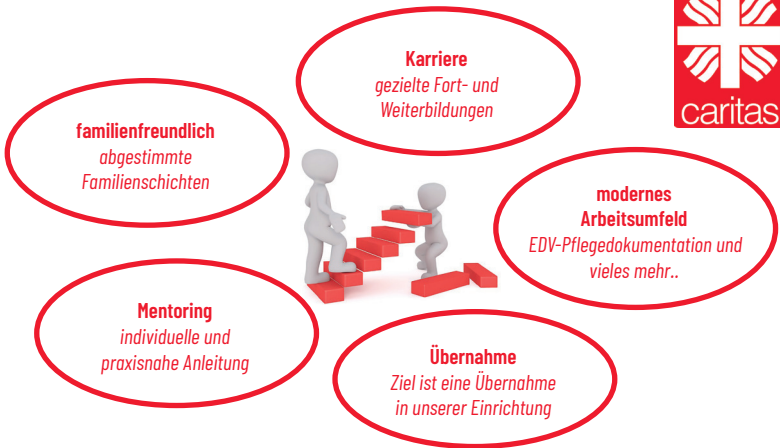 Karriere
gezielte Fort- und
Weiterbildungen
caritas
familienfreundlich
abgestimmte
Familienschichten
modernes
Arbeitsumfeld
EDV-Pflegedokumentation und
vieles mehr..
Mentoring
individuelle und
praxisnahe Anleitung
Übernahme
Ziel ist eine Übernahme
in unserer Einrichtung